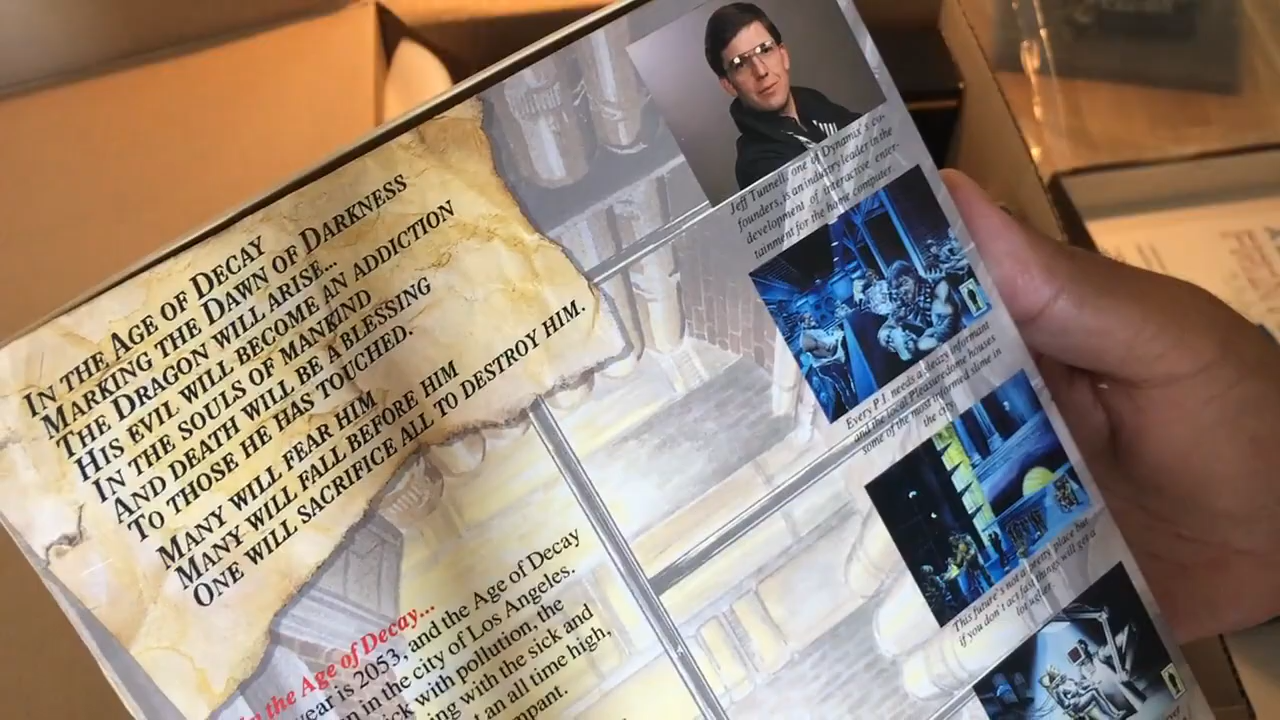 IN THE AGE OF DECAY
MARKING THE DAWN OF DARKNESS
THE DRAGON WILL ARISE...
HIS EVIL WILL BECOME AN ADDICTION
IN THE SOULS OF MANKIND
AND DEATH WILL BE A BLESSING
TO THOSE HE HAS TOUCHED.
MANY WILL FEAR HIM
MANY WILL FALL BEFORE HIM
ONE WILL SACRIFICE ALL TO DESTROY HIM.
In the Age of Decay...
year is 2053, and the Age of Decay
in the city of Los Angeles.
with pollution, the
with the sick and
an all time high,
Jeff Tunnell, one of Dynamix's co-
founders, is an industry leader in the
development of interactive enter-
tainment for the home computer
Every P.I. needs a sleazy informant
and the local Pleasuredome houses
some of the most informed slime in
the city
This future's not a pretty place but
if you don't act fast things will get a
lot uglier